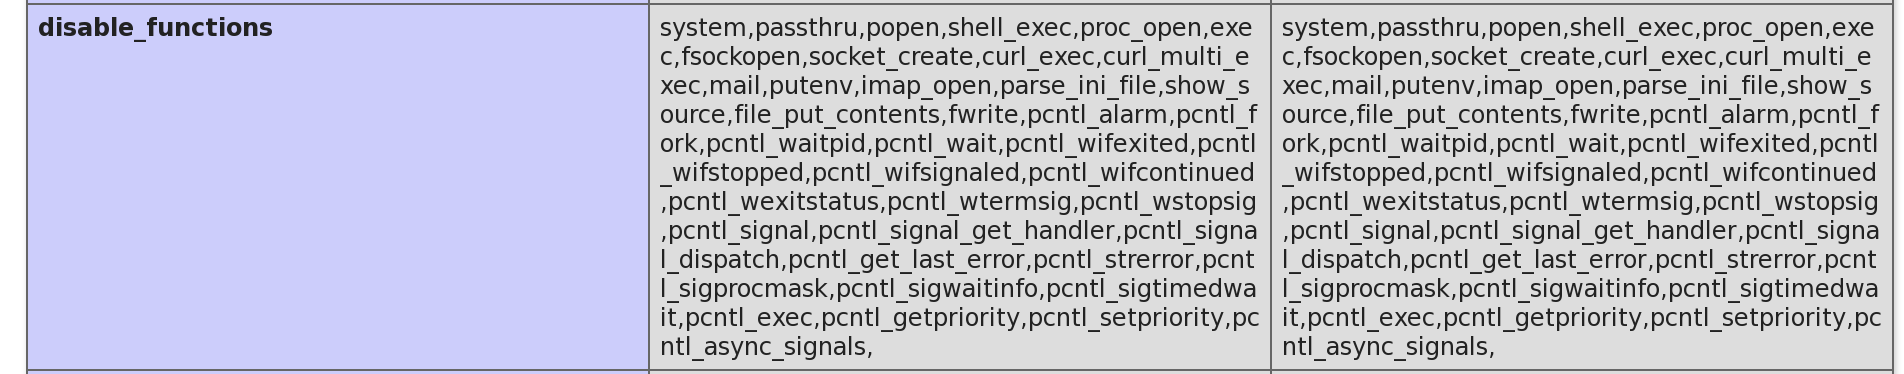 disable_functions
system,passthru,popen,shell_exec,proc_open,exe
c,fsockopen,socket_create,curl_exec,curl_multi_e
xec,mail,putenv,imap_open,parse_ini_file,show_s
ource,file_put_contents,fwrite,pcntl_alarm,pcntl_f
ork,pcntl_waitpid,pcntl_wait,pcntl_wifexited,pcntl
_wifstopped,pcntl_wifsignaled,pcntl_wifcontinued
,pcntl_wexitstatus,pcntl_wtermsig,pcntl_wstopsig
,pcntl_signal,pcntl_signal_get_handler,pcntl_signa
l_dispatch,pcntl_get_last_error,pcntl_strerror,pcnt
l_sigprocmask,pcntl_sigwaitinfo,pcntl_sigtimedwa
it,pcntl_exec,pcntl_getpriority,pcntl_setpriority,pc
ntl_async_signals,
system,passthru,popen,shell_exec,proc_open,exe
c,fsockopen,socket_create,curl_exec,curl_multi_e
xec,mail,putenv,imap_open,parse_ini_file,show_s
ource,file_put_contents,fwrite,pcntl_alarm,pcntl_f
ork,pcntl_waitpid,pcntl_wait,pcntl_wifexited,pcntl
_wifstopped,pcntl_wifsignaled,pcntl_wifcontinued
,pcntl_wexitstatus,pcntl_wtermsig,pcntl_wstopsig
,pcntl_signal,pcntl_signal_get_handler,pcntl_signa
l_dispatch,pcntl_get_last_error,pcntl_strerror,pcnt
l_sigprocmask,pcntl_sigwaitinfo,pcntl_sigtimedwa
it,pcntl_exec,pcntl_getpriority,pcntl_setpriority,pc
ntl_async_signals,